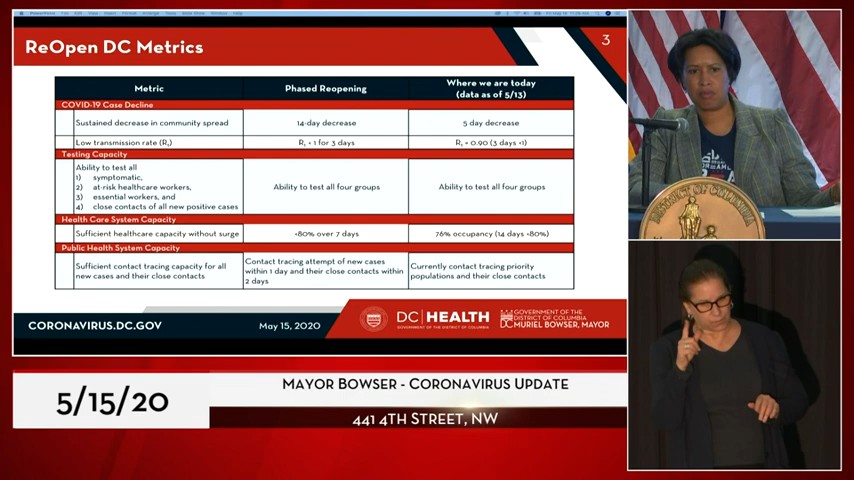 ReOpen DC Metrics
3
Metric
Phased Reopening
Where we are today
(data as of 5/13)
COVID-19 Case Decline
Sustained decrease in community spread
14-day decrease
5 day decrease
Low transmission rate (Rt)
Rt < 1 for 3 days
Rt = 0.90 (3 days <1)
Testing Capacity
Ability to test all
1) symptomatic,
2) at-risk healthcare workers,
3) essential workers, and
4) close contacts of all new positive cases
Ability to test all four groups
Ability to test all four groups
Health Care System Capacity
Sufficient healthcare capacity without surge
<80% over 7 days
76% occupancy (14 days <80%)
Public Health System Capacity
Sufficient contact tracing capacity for all
new cases and their close contacts
Contact tracing attempt of new cases
within 1 day and their close contacts within
2 days
Currently contact tracing priority
populations and their close contacts
CORONAVIRUS.DC.GOV
May 15, 2020
DC HEALTH
GOVERNMENT OF THE DISTRICT OF COLUMBIA
GOVERNMENT OF THE
DISTRICT OF COLUMBIA
DC MURIEL BOWSER, MAYOR
DISTRICT OF COLUMBIA
5/15/20
MAYOR BOWSER - CORONAVIRUS UPDATE
441 4TH STREET, NW